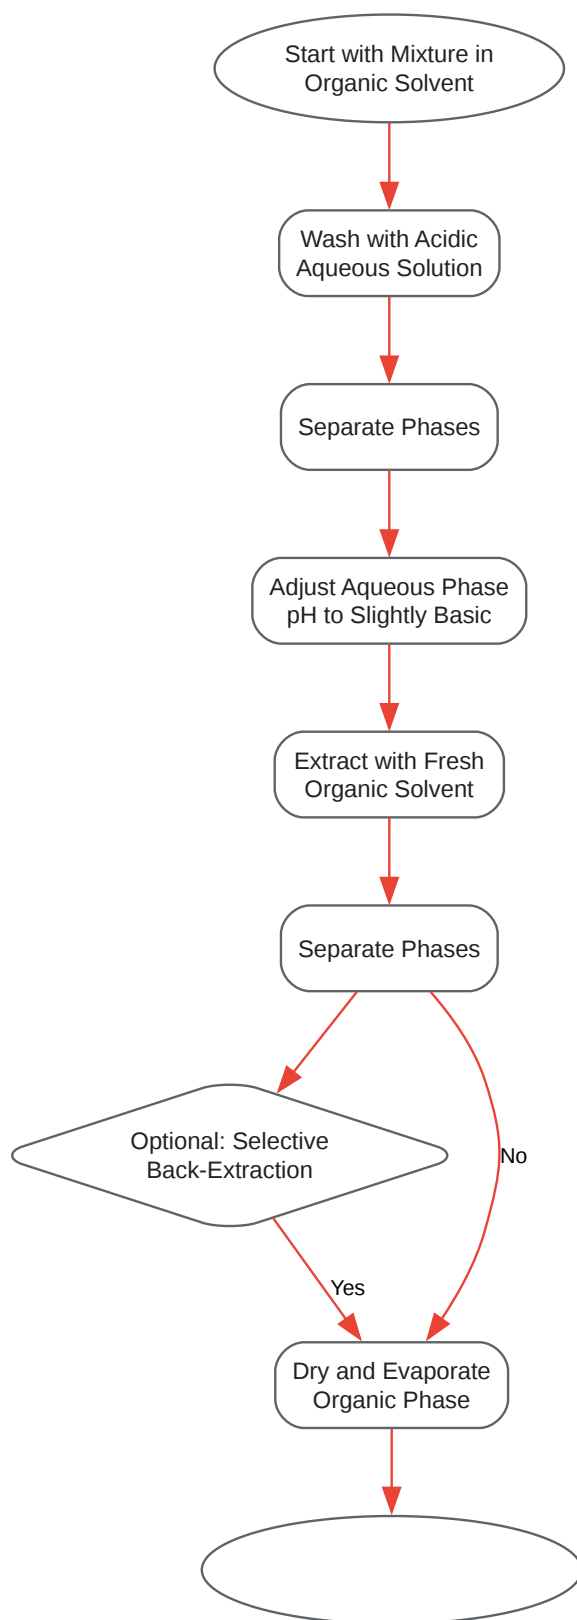 Start with Mixture in
Organic Solvent
Wash with Acidic
Aqueous Solution
Separate Phases
Adjust Aqueous Phase
pH to Slightly Basic
Extract with Fresh
Organic Solvent
Separate Phases
Optional: Selective
Back-Extraction
No
Yes
Dry and Evaporate
Organic Phase